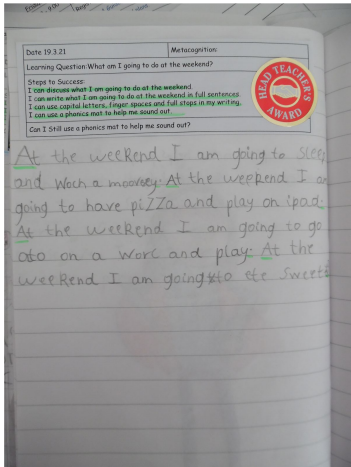 Date 19.3.21
Metacognition:
Learning Question: What am I going to do at the weekend?
Steps to Success:
I can discuss what I am going to do at the weekend.
I can write what I am going to do at the weekend in full sentences.
I can use capital letters, finger spaces and full stops in my writing.
I can use a phonics mat to help me sound out.
Can I Still use a phonics mat to help me sound out?
HEAD TEACHER'S
AWARD
At the weekend I am going to sleep
and woch a moovsey. At the weekend I am
going to have pizza and play on ipad.
At the weekend I am going to go
on a worc and play. At the
weekend I am going to ete sweets